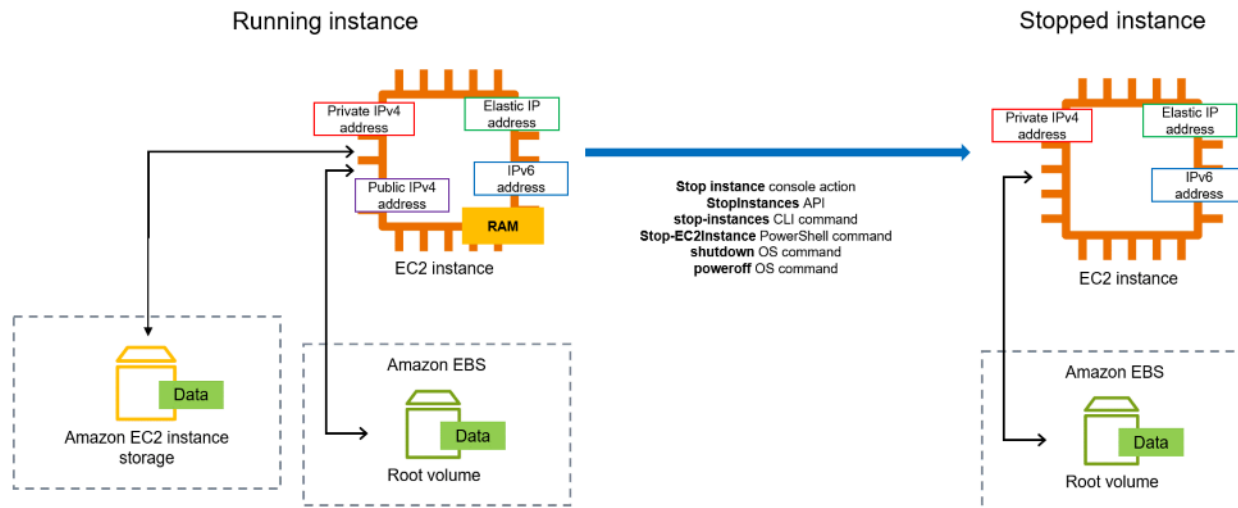 Running instance
Private IPv4
address
Elastic IP
address
Public IPv4
address
IPv6
address
RAM
EC2 instance
Data
Amazon EC2 instance
storage
Amazon EBS
Data
Root volume
Stop instance console action
StopInstances API
stop-instances CLI command
Stop-EC2Instance PowerShell command
shutdown OS command
poweroff OS command
Stopped instance
Private IPv4
address
Elastic IP
address
IPv6
address
EC2 instance
Amazon EBS
Data
Root volume